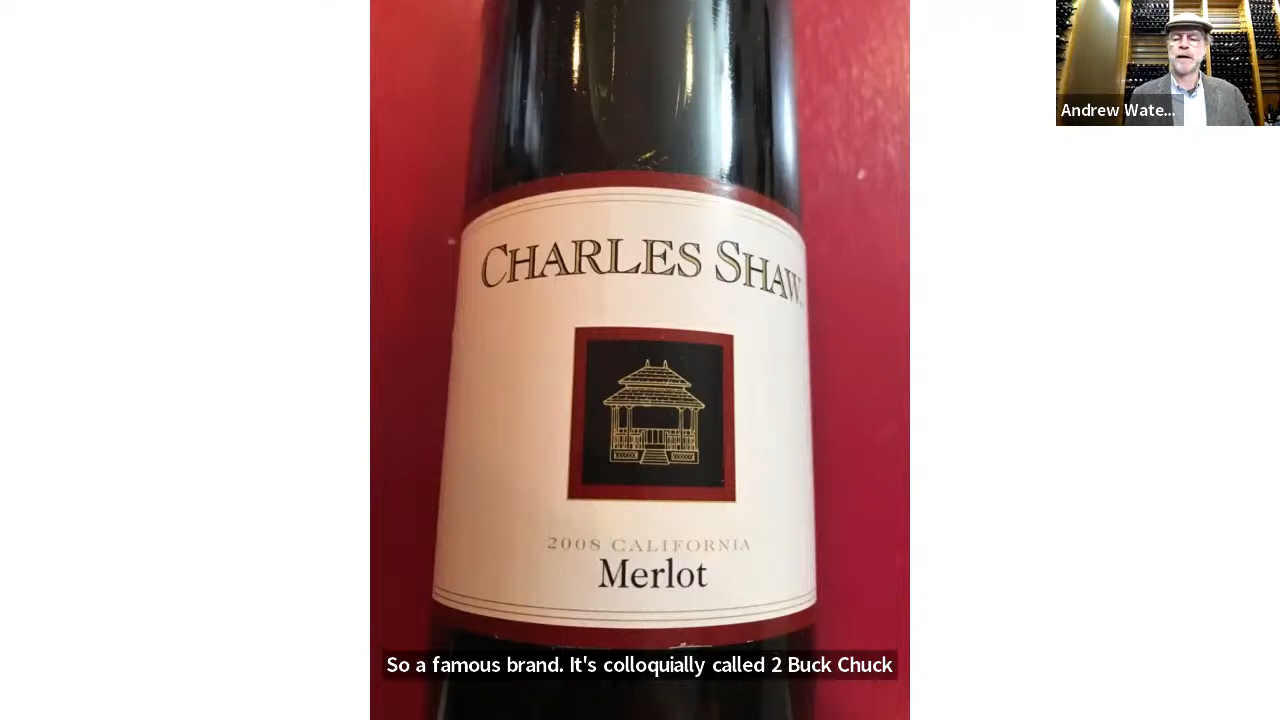 Andrew Wate...
CHARLES SHAW
2008 CALIFORNIA
Merlot
So a famous brand. It's colloquially called 2 Buck Chuck